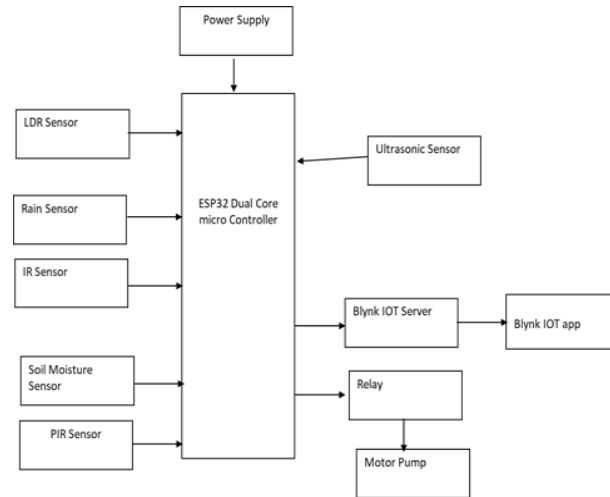 Power Supply
LDR Sensor
Ultrasonic Sensor
Rain Sensor
ESP32 Dual Core
micro Controller
IR Sensor
Blynk IOT Server
Blynk IOT app
Soil Moisture
Sensor
Relay
PIR Sensor
Motor Pump